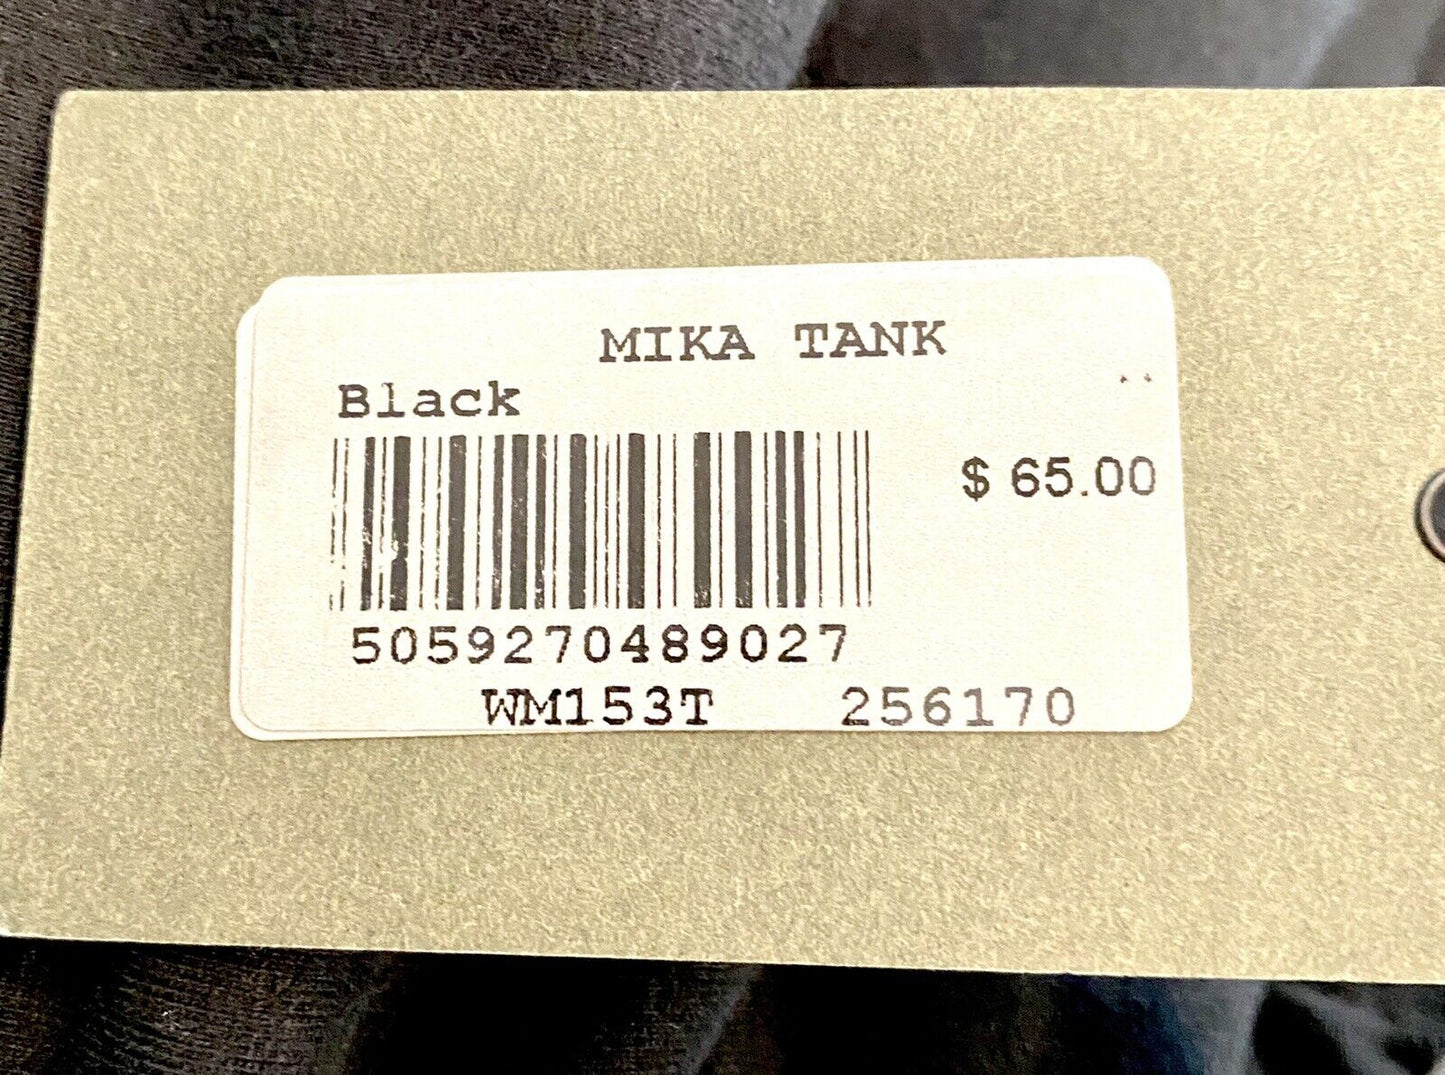 MIKA TANK
Black
$ 65.00
5059270489027
WM153T 256170